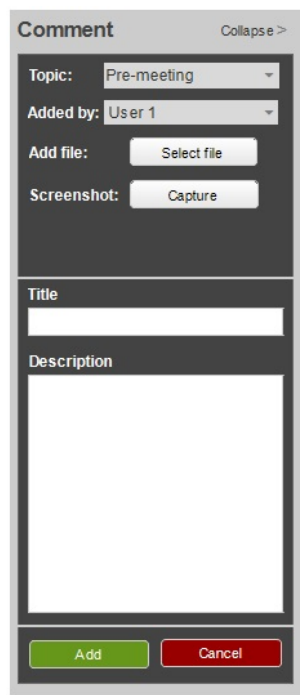 Comment Collapse >
Topic: Pre-meeting
Added by: User 1
Add file: Select file
Screenshot: Capture
Title
Description
Add Cancel